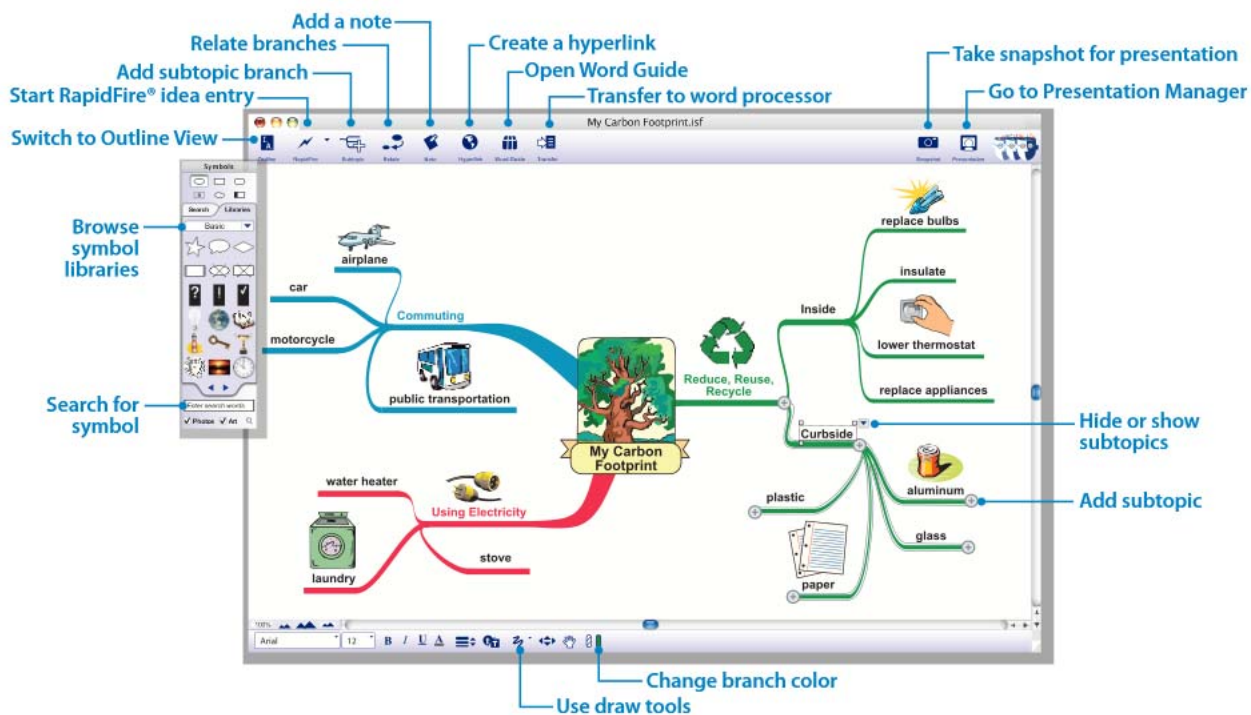 Add a note
Relate branches
Create a hyperlink
Take snapshot for presentation
Add subtopic branch
Open Word Guide
Start RapidFire® idea entry
Transfer to word processor
Go to Presentation Manager
Switch to Outline View
My Carbon Footprint.isf
Outline
RapidFire
Subtopic
Relate
Note
Hyperlink
Word Guide
Transfer
Snapshot
Presentation
Symbols
Search
Libraries
Basic
Browse
symbol
libraries
Search for
symbol
Enter search words
Photos
Art
airplane
car
Commuting
motorcycle
public transportation
replace bulbs
insulate
Inside
lower thermostat
Reduce, Reuse,
Recycle
replace appliances
My Carbon
Footprint
Curbside
Hide or show
subtopics
water heater
Using Electricity
laundry
stove
plastic
aluminum
Add subtopic
glass
paper
100%
Arial
12
B I U A
Change branch color
Use draw tools